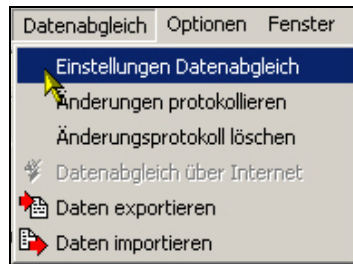 Datenabgleich Optionen Fenster
Einstellungen Datenabgleich
Änderungen protokollieren
Änderungsprotokoll löschen
Datenabgleich über Internet
Daten exportieren
Daten importieren